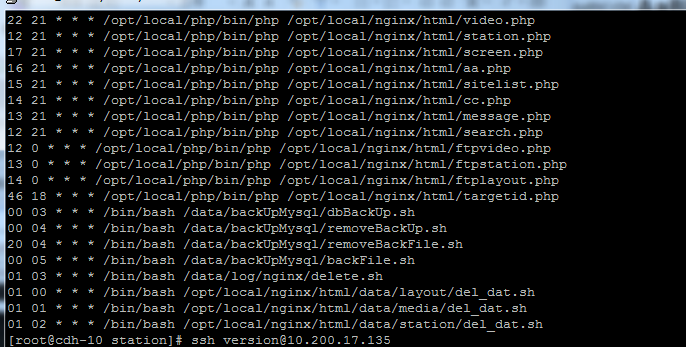 22 21 * * * /opt/local/php/bin/php /opt/local/nginx/html/video.php
12 21 * * * /opt/local/php/bin/php /opt/local/nginx/html/station.php
17 21 * * * /opt/local/php/bin/php /opt/local/nginx/html/screen.php
16 21 * * * /opt/local/php/bin/php /opt/local/nginx/html/aa.php
15 21 * * * /opt/local/php/bin/php /opt/local/nginx/html/sitelist.php
14 21 * * * /opt/local/php/bin/php /opt/local/nginx/html/cc.php
13 21 * * * /opt/local/php/bin/php /opt/local/nginx/html/message.php
12 21 * * * /opt/local/php/bin/php /opt/local/nginx/html/search.php
12 0 * * * /opt/local/php/bin/php /opt/local/nginx/html/ftpvideo.php
13 0 * * * /opt/local/php/bin/php /opt/local/nginx/html/ftpstation.php
14 0 * * * /opt/local/php/bin/php /opt/local/nginx/html/ftplayout.php
46 18 * * * /opt/local/php/bin/php /opt/local/nginx/html/targetid.php
00 03 * * * /bin/bash /data/backUpMysql/dbBackUp.sh
00 04 * * * /bin/bash /data/backUpMysql/removeBackUp.sh
20 04 * * * /bin/bash /data/backUpMysql/removeBackFile.sh
00 05 * * * /bin/bash /data/backUpMysql/backFile.sh
01 03 * * * /bin/bash /data/log/nginx/delete.sh
01 00 * * * /bin/bash /opt/local/nginx/html/data/layout/del_dat.sh
01 01 * * * /bin/bash /opt/local/nginx/html/data/media/del_dat.sh
01 02 * * * /bin/bash /opt/local/nginx/html/data/station/del_dat.sh
[root@cdh-10 station]# ssh version@10.200.17.135